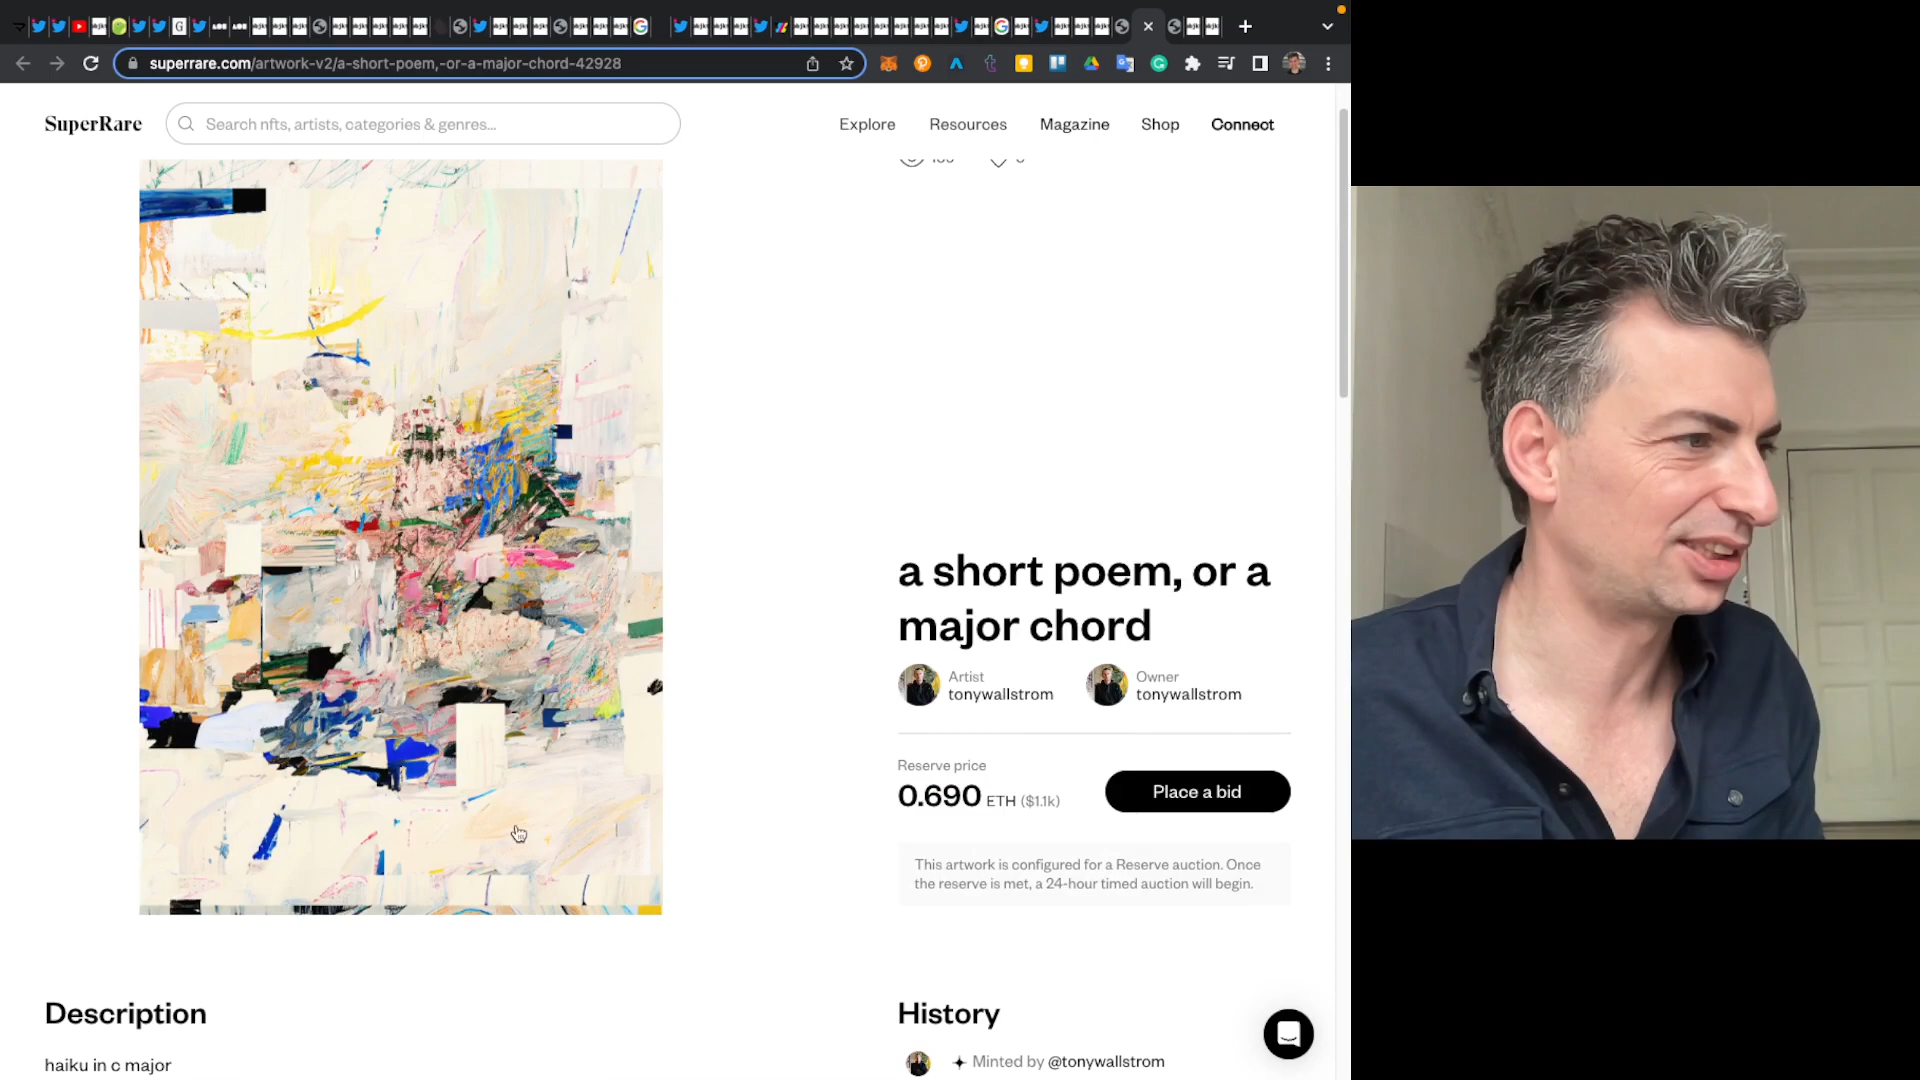 superrare.com/artwork-v2/a-short-poem,-or-a-major-chord-42928
SuperRare
Search nfts, artists, categories & genres...
Explore
Resources
Magazine
Shop
Connect
a short poem, or a
major chord
Artist
tonywallstrom
Owner
tonywallstrom
Reserve price
0.690 ETH ($1.1k)
Place a bid
This artwork is configured for a Reserve auction. Once
the reserve is met, a 24-hour timed auction will begin.
Description
haiku in c major
History
Minted by @tonywallstrom